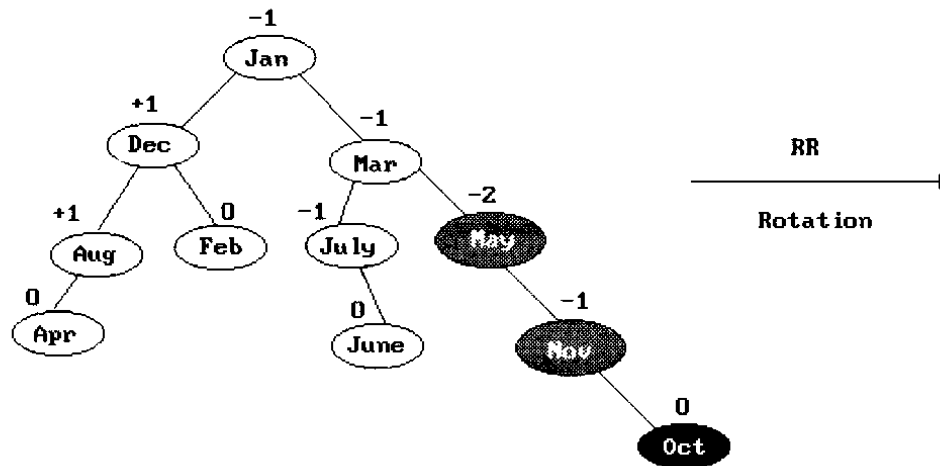 -1
Jan
+1
Dec
-1
Mar
RR
Rotation
+1
Aug
0
Feb
-1
July
-2
May
0
Apr
0
June
-1
Nov
0
Oct